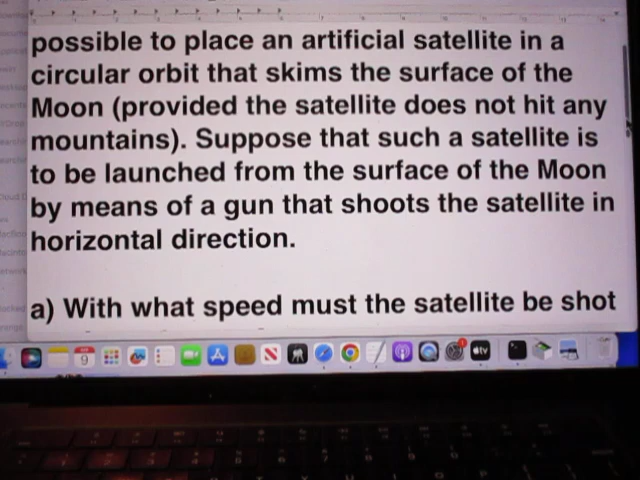 possible to place an artificial satellite in a
circular orbit that skims the surface of the
Moon (provided the satellite does not hit any
mountains). Suppose that such a satellite is
to be launched from the surface of the Moon
by means of a gun that shoots the satellite in
horizontal direction.
a) With what speed must the satellite be shot
9
tv